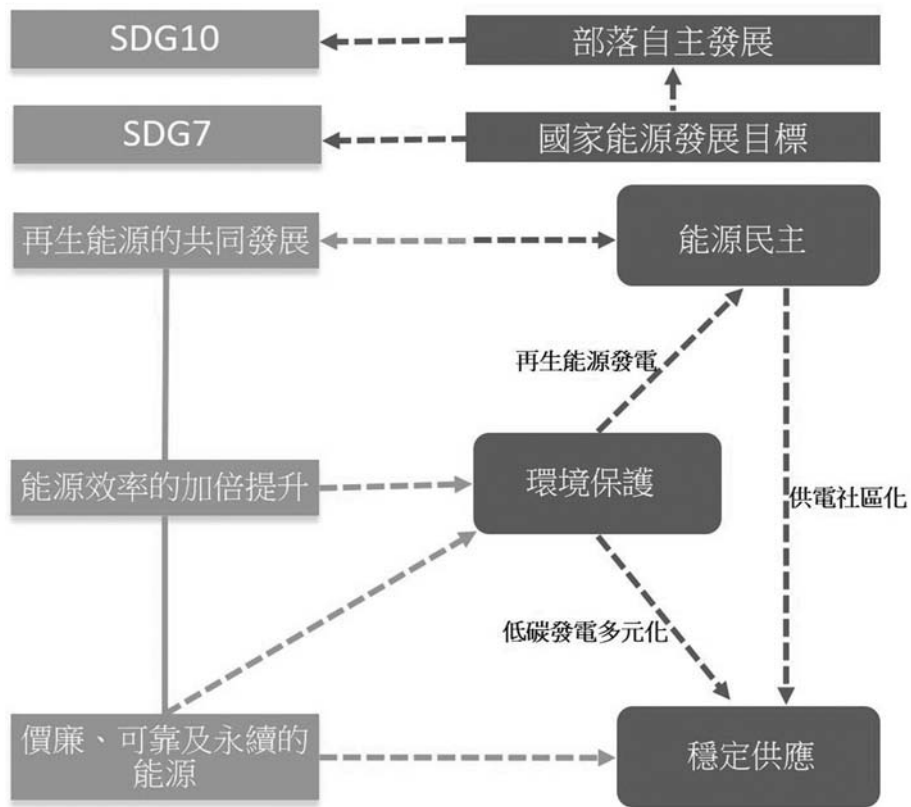 SDG10
部落自主發展
SDG7
國家能源發展目標
再生能源的共同發展
能源民主
再生能源發電
能源效率的加倍提升
環境保護
供電社區化
低碳發電多元化
價廉、可靠及永續的
能源
穩定供應